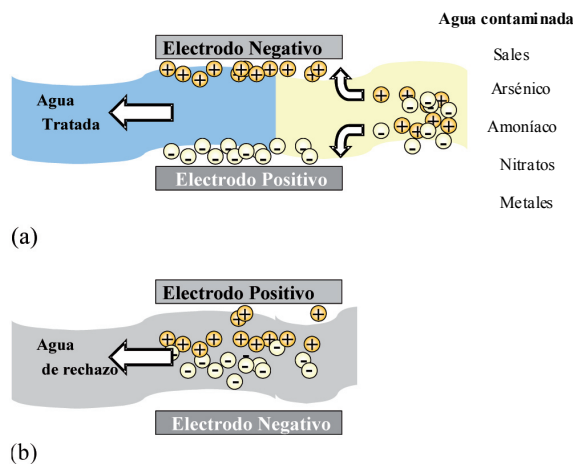 Agua contaminada
Electrodo Negativo
Sales
Arsénico
Agua
Tratada
Amoníaco
Nitratos
Electrodo Positivo
Metales
(a)
Electrodo Positivo
Agua
de rechazo
Electrodo Negativo
(b)